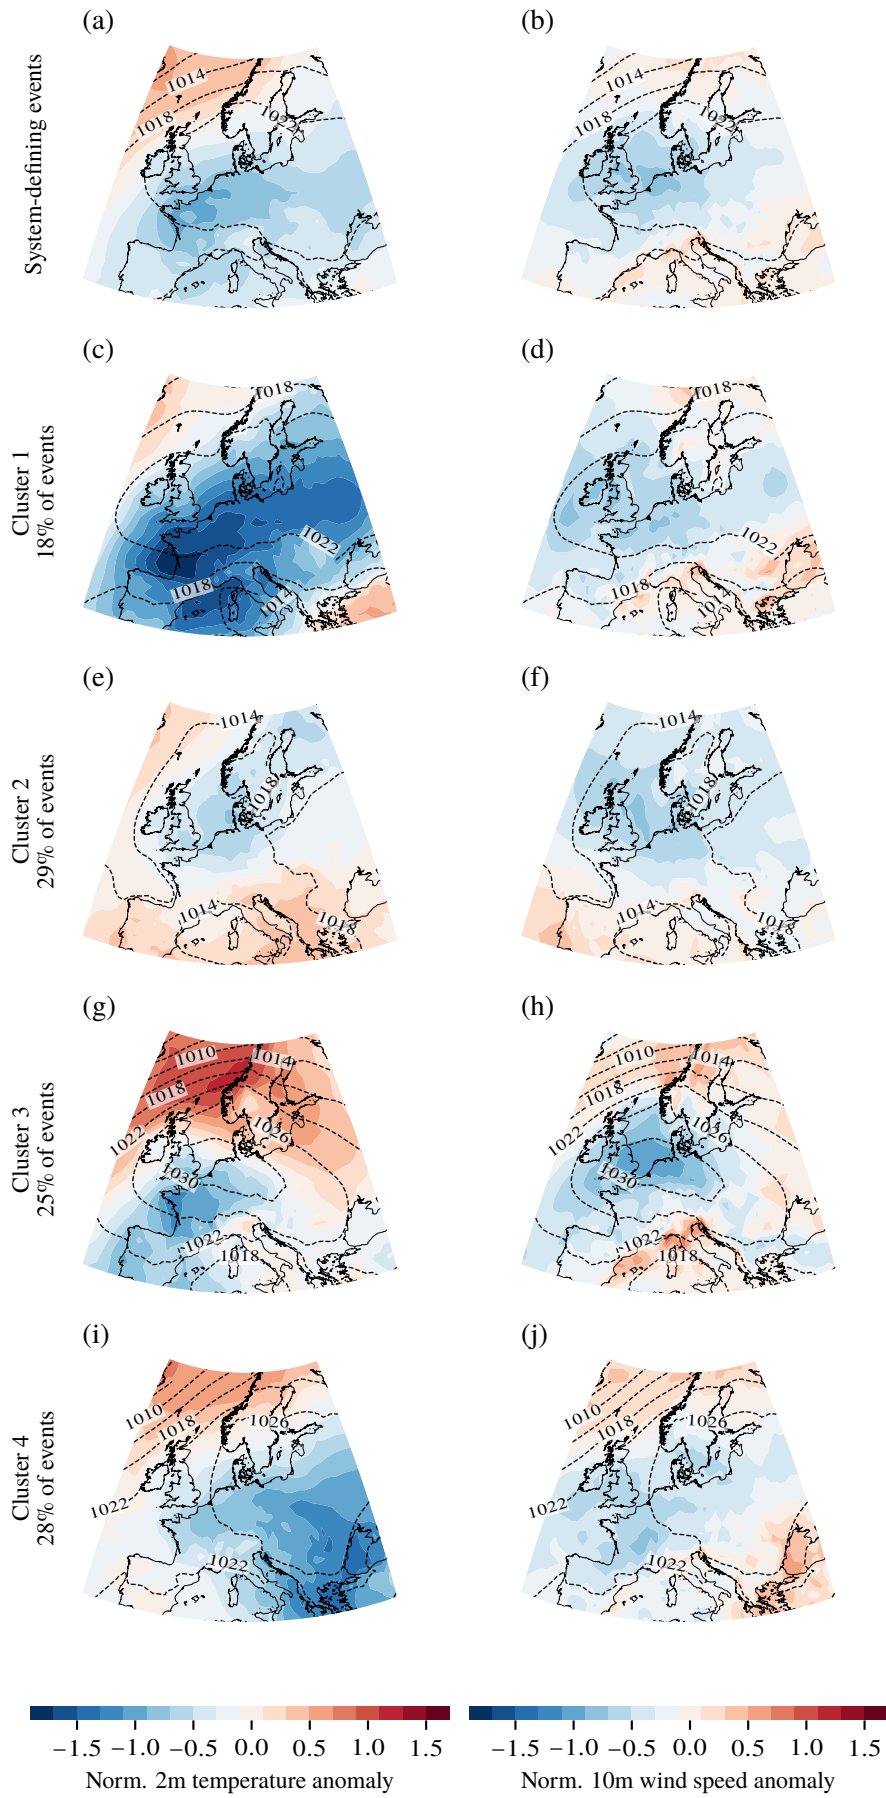 (a)
(b)
System-defining events
1014
1018
1022
1014
1018
1022
(c)
(d)
Cluster 1
18% of events
1018
1022
1018
1014
1018
1022
1018
1014
(e)
(f)
Cluster 2
29% of events
1014
1018
1014
1018
1014
1018
1014
1018
(g)
(h)
Cluster 3
25% of events
1010
1014
1018
1022
1026
1030
1022
1018
1010
1014
1018
1022
1026
1030
1022
1018
(i)
(j)
Cluster 4
28% of events
1010
1018
1026
1022
1022
1010
1018
1026
1022
1022
−1.5 −1.0 −0.5 0.0 0.5 1.0 1.5
Norm. 2m temperature anomaly
−1.5 −1.0 −0.5 0.0 0.5 1.0 1.5
Norm. 10m wind speed anomaly